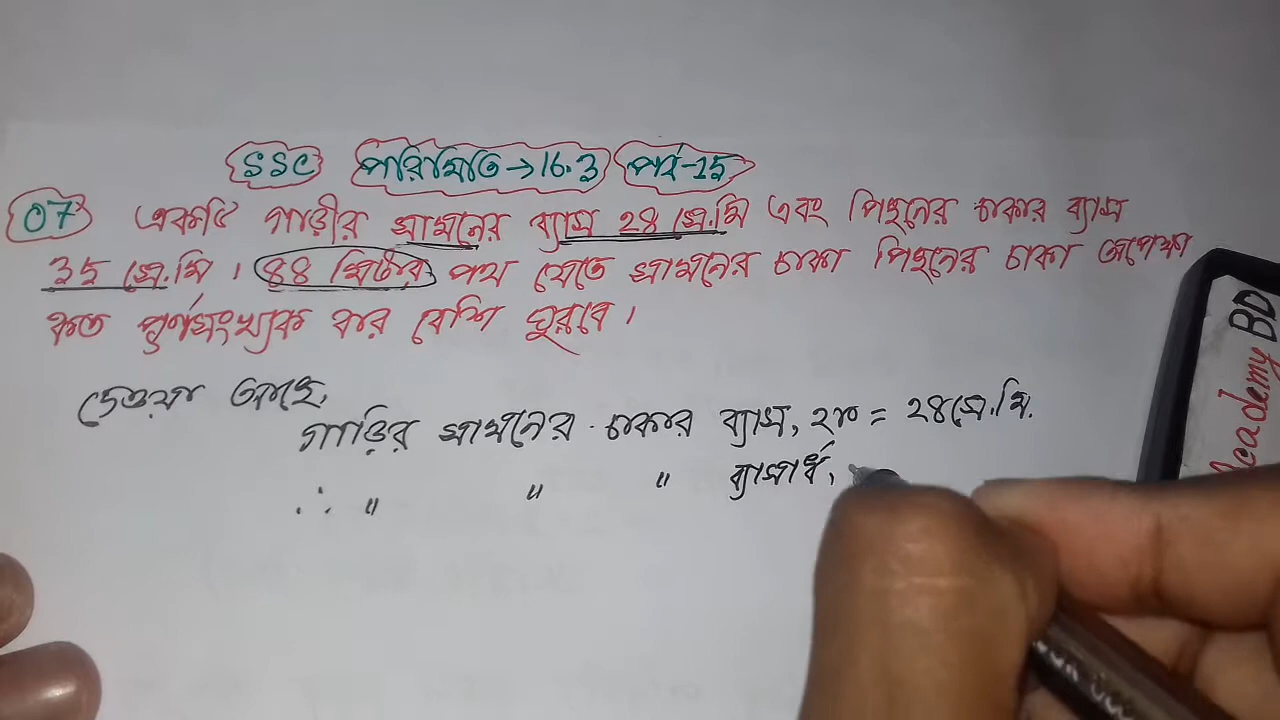 SSC পরিমিতি→16.3 পর্ব-15
07 একটি গাড়ীর সামনের ব্যাস 28 সে.মি এবং পিছনের চাকার ব্যাস
35 সে.মি। 88 মিটার পথ যেতে সামনের চাকা পিছনের চাকা অপেক্ষা
কত পূর্ণসংখ্যক বার বেশি ঘুরবে।
দেওয়া আছে,
গাড়ির সামনের চাকার ব্যাস, 2r = ২৪সে.মি.
∴ " " " ব্যাসার্ধ,
Academy BD